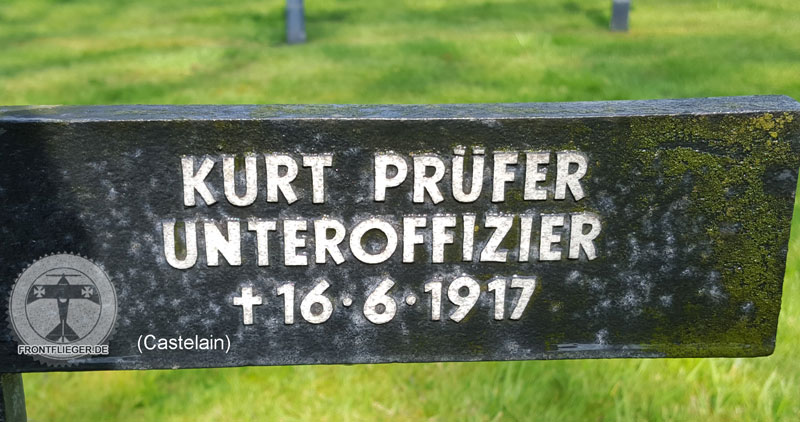 KURT PRÜFER
UNTEROFFIZIER
✝ 16·6·1917
FRONTFLIEGER.DE
(Castelain)